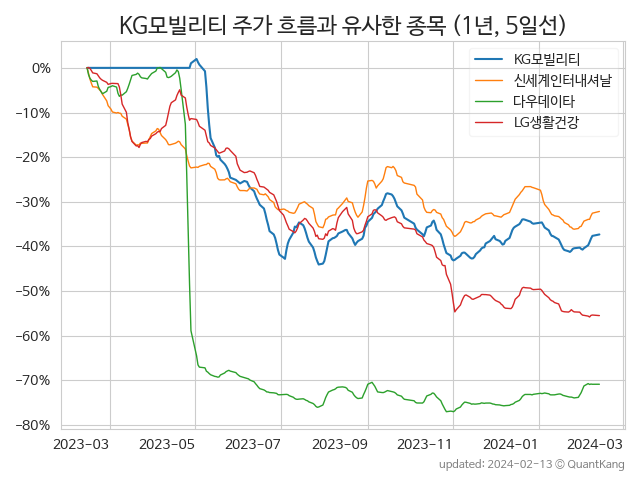 KG모빌리티 주가 흐름과 유사한 종목 (1년, 5일선)
KG모빌리티
신세계인터내셔날
다우데이타
LG생활건강
0%
−10%
−20%
−30%
−40%
−50%
−60%
−70%
−80%
2023-03 2023-05 2023-07 2023-09 2023-11 2024-01 2024-03
updated: 2024-02-13 © QuantKang